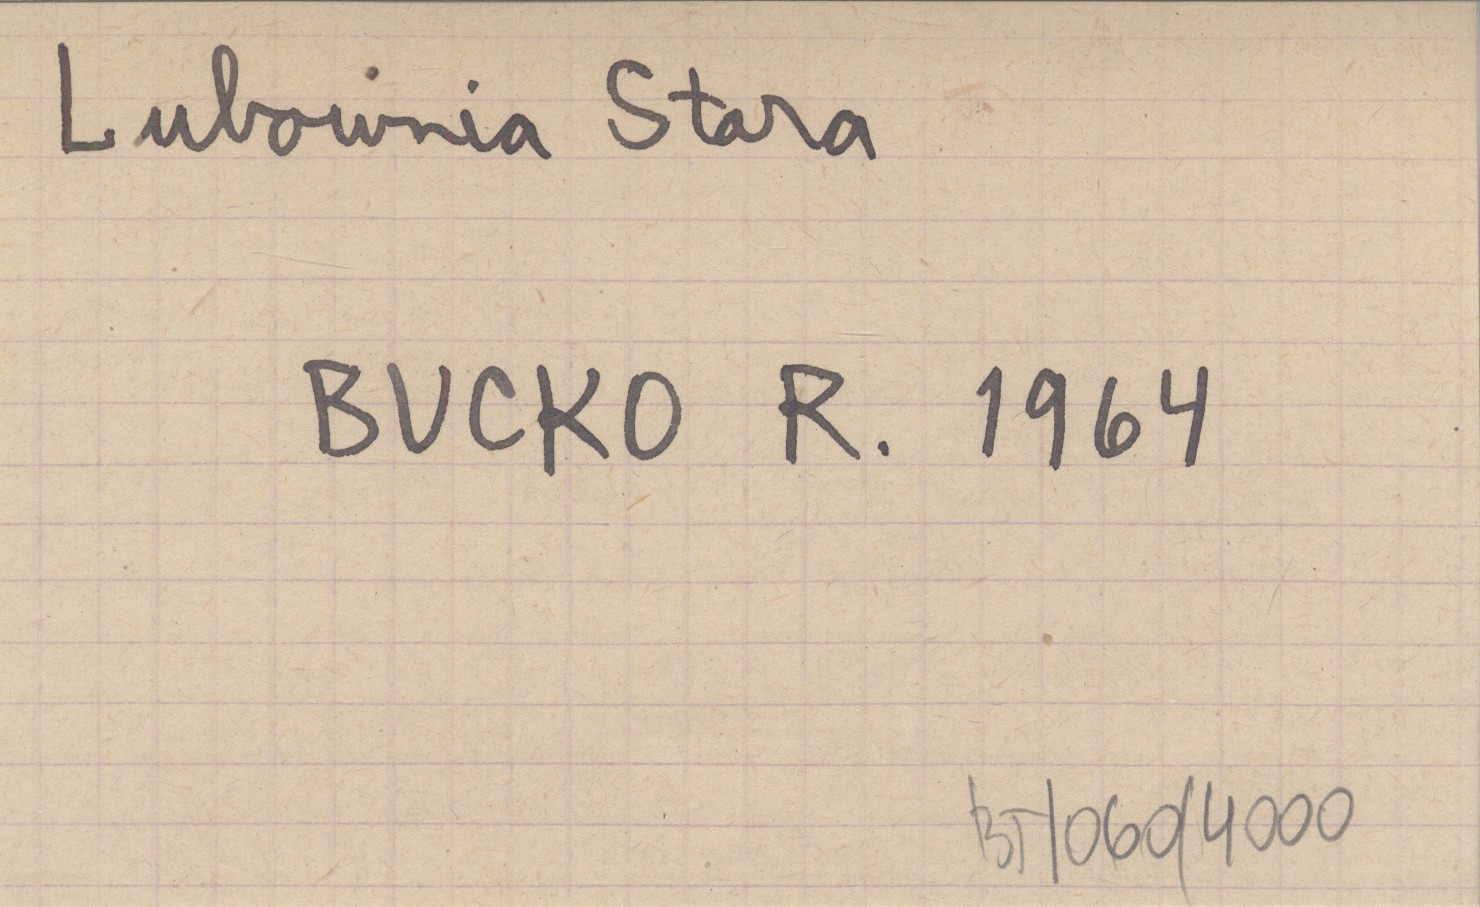 Lubownia Stara
BUCKO R. 1964
BT/060/4000